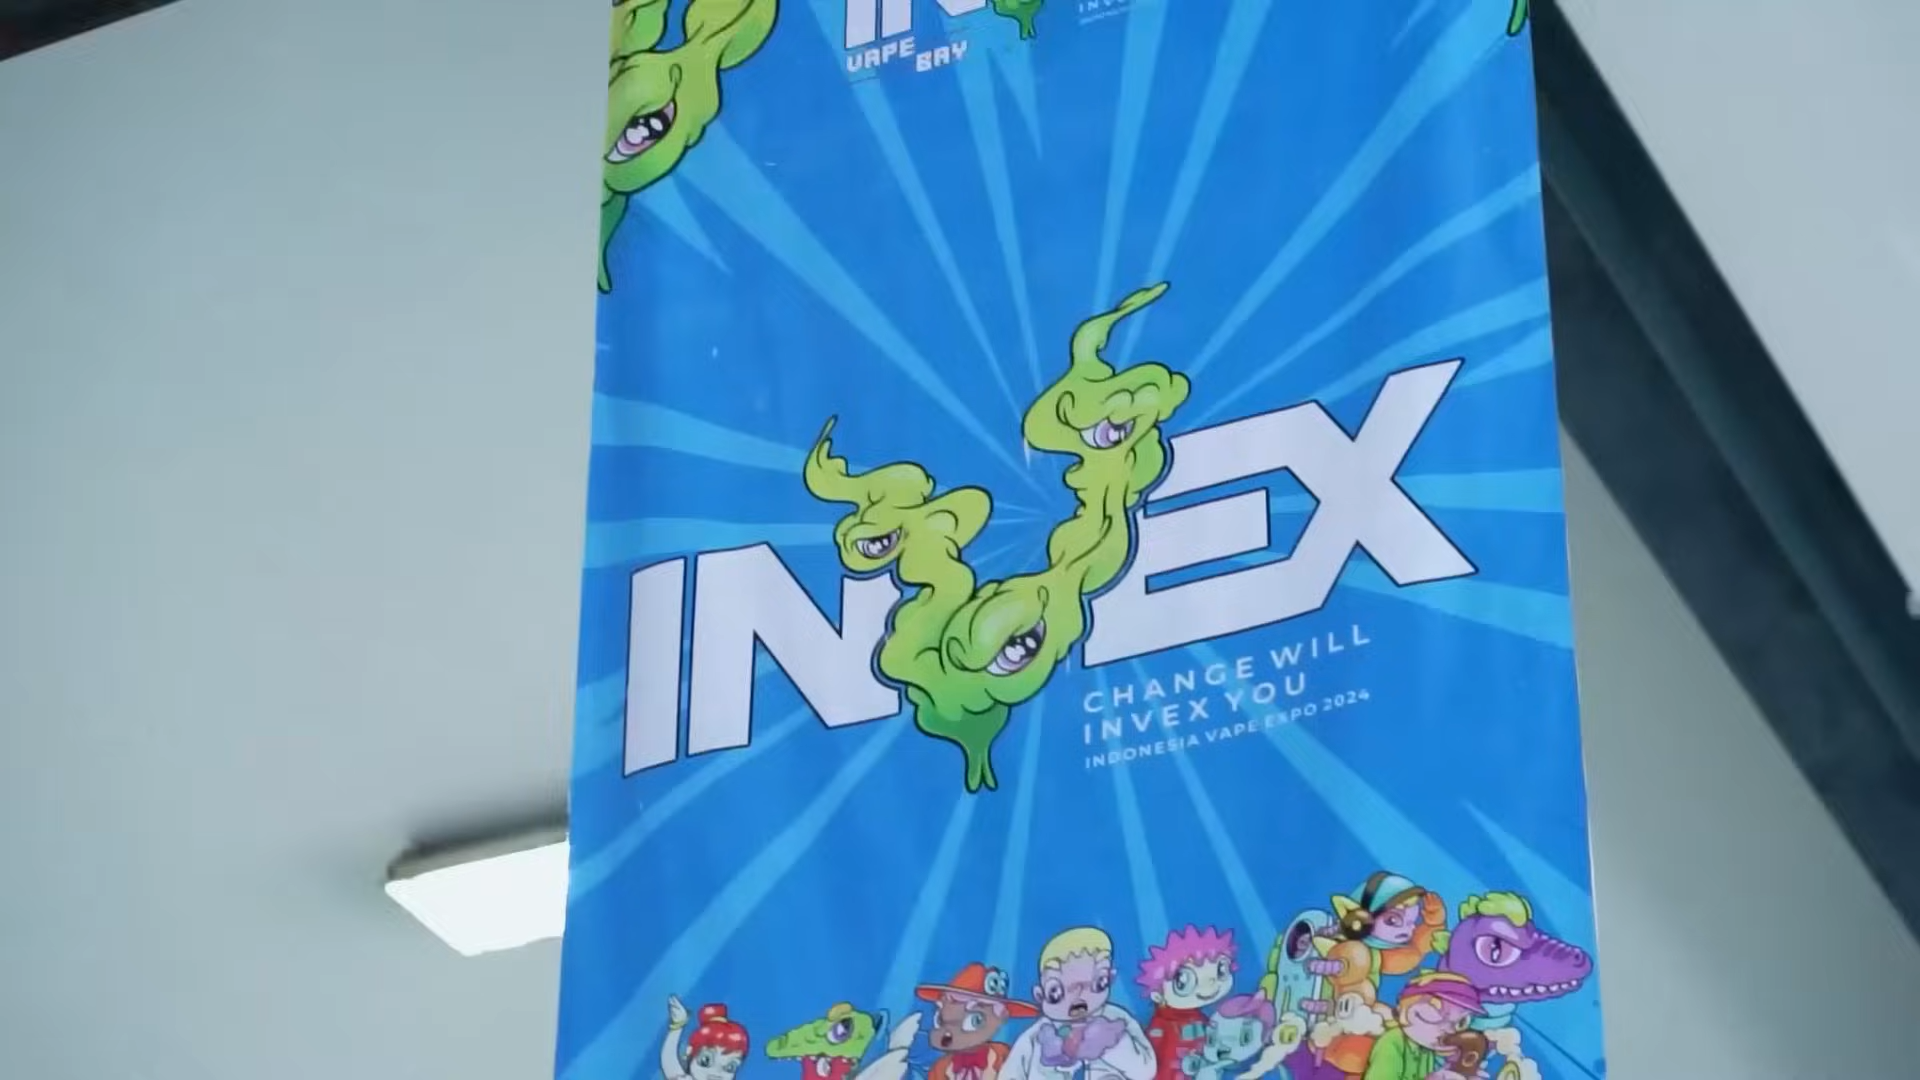 VAPE BAY
INVEX
CHANGE WILL
INVEX YOU
INDONESIA VAPE EXPO 2024